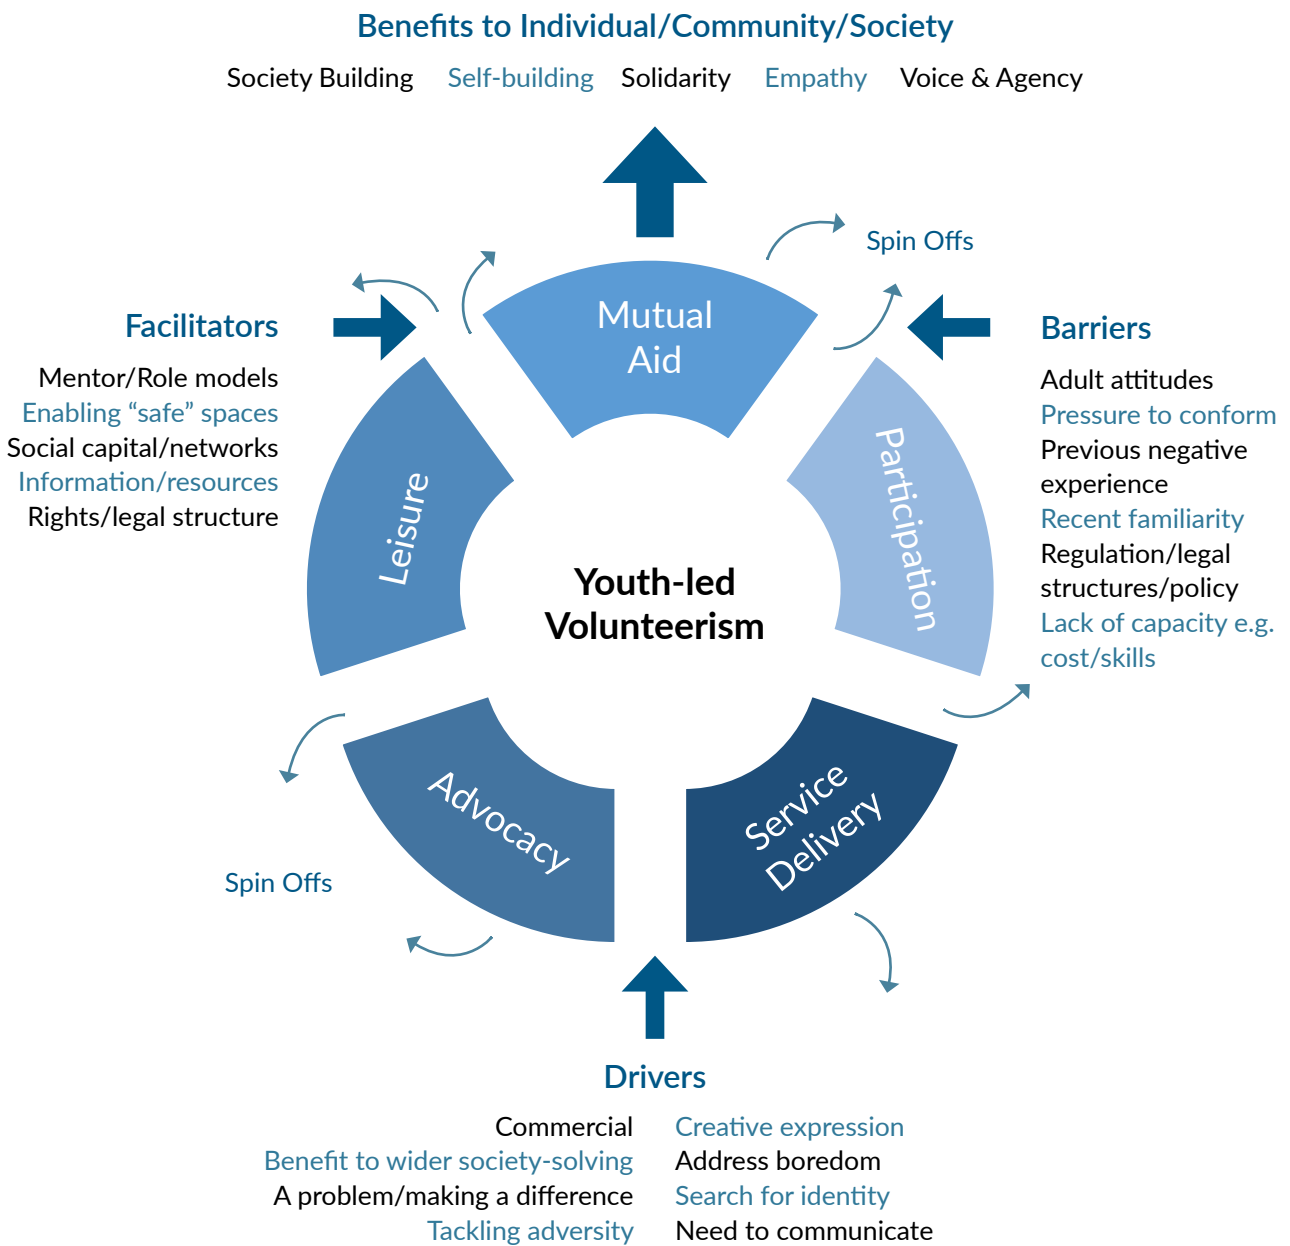 Benefits to Individual/Community/Society
Society Building Self-building Solidarity Empathy Voice & Agency
Spin Offs
Mutual
Aid
Facilitators
Mentor/Role models
Enabling “safe” spaces
Social capital/networks
Information/resources
Rights/legal structure
Barriers
Adult attitudes
Pressure to conform
Previous negative
experience
Recent familiarity
Regulation/legal
structures/policy
Lack of capacity e.g.
cost/skills
Leisure
Participation
Youth-led
Volunteerism
Advocacy
Service
Delivery
Spin Offs
Drivers
Commercial
Benefit to wider society-solving
A problem/making a difference
Tackling adversity
Creative expression
Address boredom
Search for identity
Need to communicate